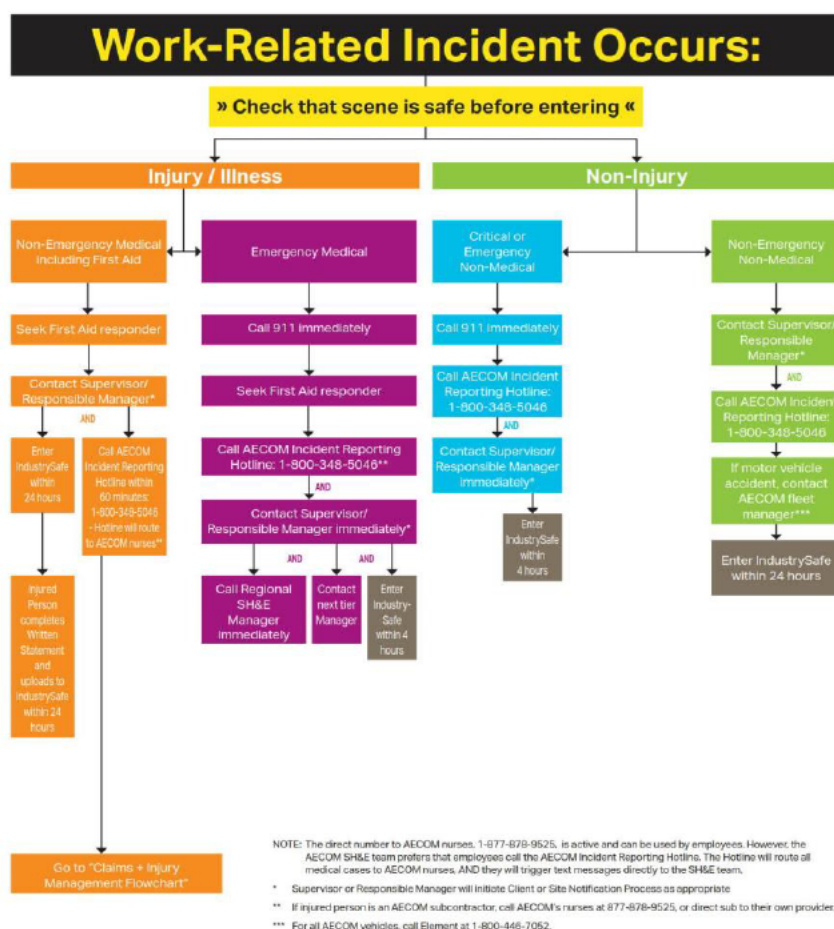 Work-Related Incident Occurs:
» Check that scene is safe before entering «
Injury / Illness
Non-Emergency Medical
Including First Aid
Seek First Aid responder
Contact Supervisor/
Responsible Manager*
AND
Enter
IndustrySafe
within
24 hours
Injured
Person
completes
Written
Statement
and
uploads to
IndustrySafe
within 24
hours
Call AECOM
Incident Reporting
Hotline within
60 minutes:
1-800-348-5046
- Hotline will route
to AECOM nurses**
Go to "Claims + Injury
Management Flowchart"
Emergency Medical
Call 911 immediately
Seek First Aid responder
Call AECOM Incident Reporting
Hotline: 1-800-348-5046**
AND
Contact Supervisor/
Responsible Manager immediately*
AND
AND
Call Regional
SH&E
Manager
immediately
Contact
next tier
Manager
Enter
Industry-
Safe
within 4
hours
Non-Injury
Critical or
Emergency
Non-Medical
Call 911 immediately
Call AECOM Incident
Reporting Hotline:
1-800-348-5046
AND
Contact Supervisor/
Responsible Manager
immediately*
Enter
IndustrySafe
within
4 hours
Non-Emergency
Non-Medical
Contact Supervisor/
Responsible
Manager*
AND
Call AECOM Incident
Reporting Hotline:
1-800-348-5046
If motor vehicle
accident, contact
AECOM fleet
manager***
Enter IndustrySafe
within 24 hours
NOTE: The direct number to AECOM nurses, 1-877-878-9525, is active and can be used by employees. However, the
AECOM SH&E team prefers that employees call the AECOM Incident Reporting Hotline. The Hotline will route all
medical cases to AECOM nurses, AND they will trigger text messages directly to the SH&E team.
* Supervisor or Responsible Manager will initiate Client or Site Notification Process as appropriate
** If injured person is an AECOM subcontractor, call AECOM's nurses at 877-878-9525, or direct sub to their own provider.
*** For all AECOM vehicles, call Element at 1-800-446-7052.